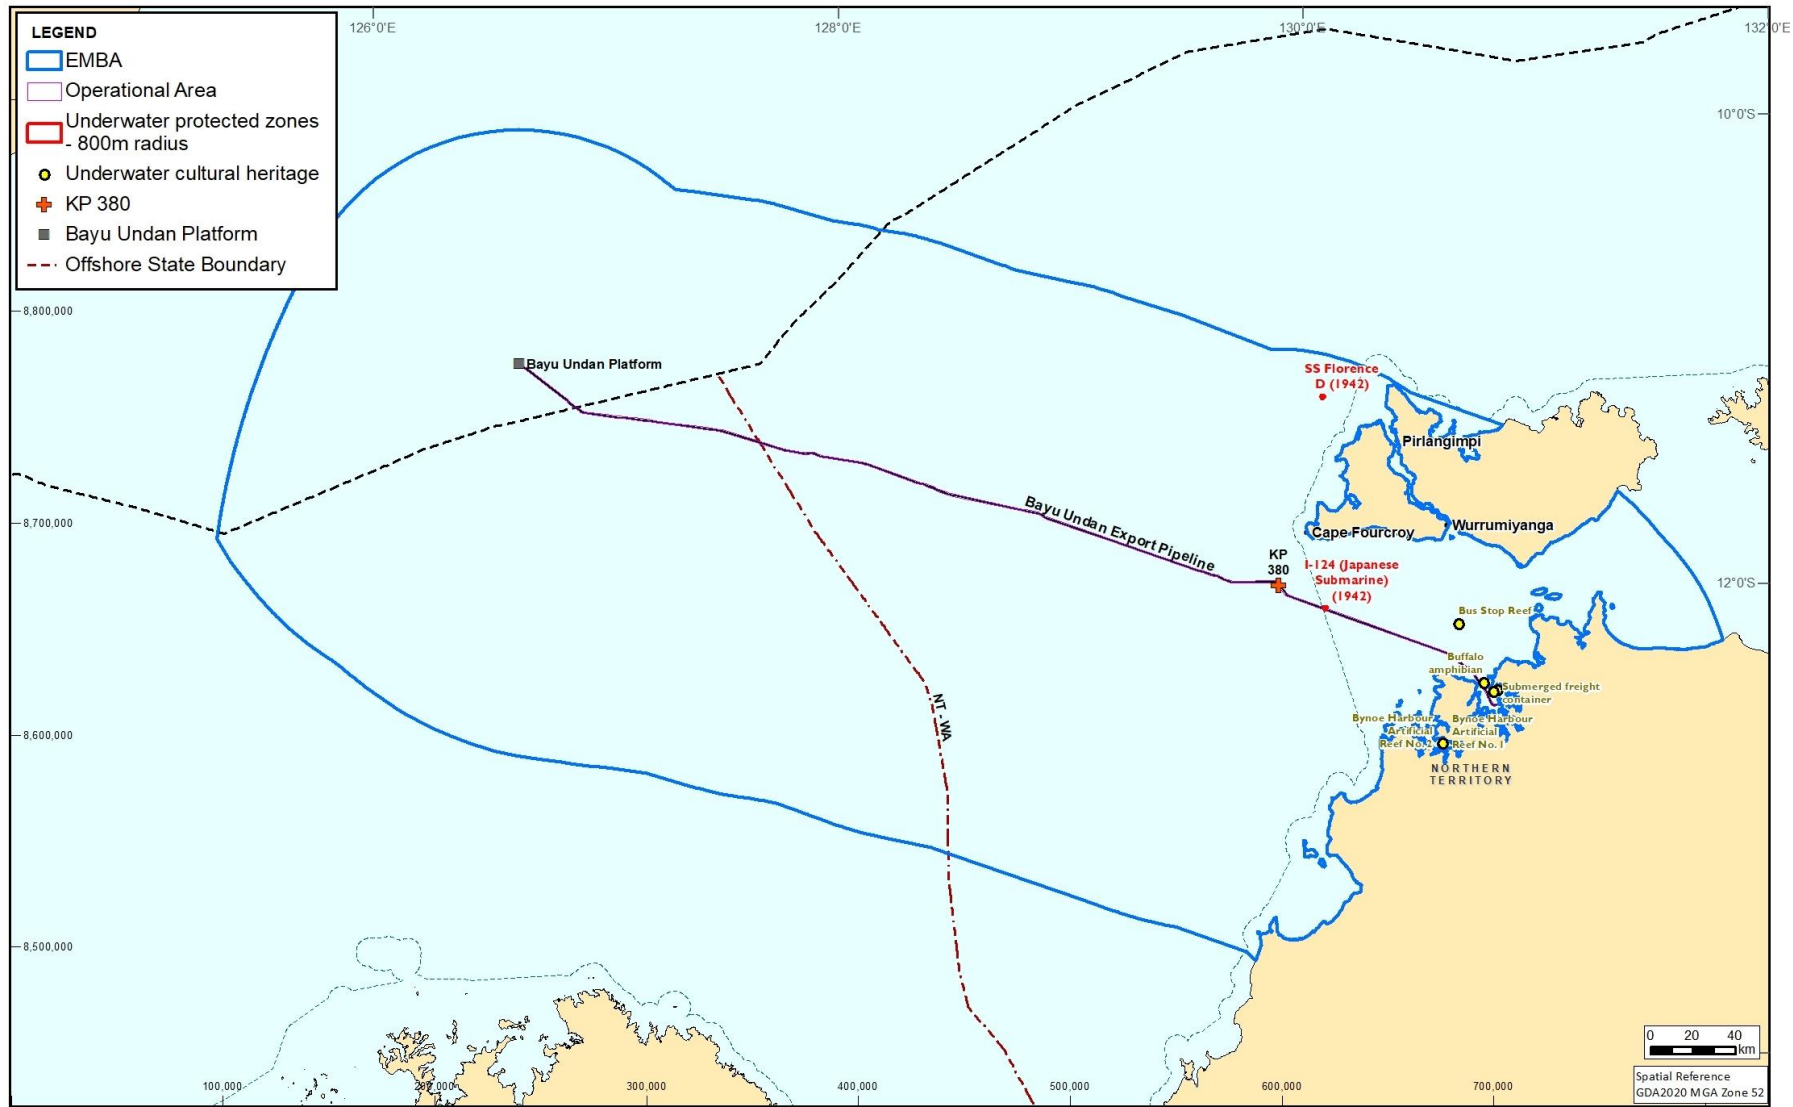 126°0'E
128°0'E
130°0'E
132°0'E
LEGEND
EMBA
Operational Area
Underwater protected zones
- 800m radius
Underwater cultural heritage
KP 380
Bayu Undan Platform
Offshore State Boundary
10°0'S
8,800,000
Bayu Undan Platform
SS Florence
D (1942)
Pirlangimpi
8,700,000
Bayu Undan Export Pipeline
Cape Fourcroy
Wurrumiyanga
KP
380
I-124 (Japanese
Submarine)
(1942)
12°0'S
Bus Stop Reef
Buffalo
amphibian
Submerged freight
container
NT - WA
Bynoe Harbour
Artificial
Reef No. 2
Bynoe Harbour
Artificial
Reef No. 1
8,600,000
NORTHERN
TERRITORY
8,500,000
0 20 40
km
Spatial Reference
GDA2020 MGA Zone 52
100,000
200,000
300,000
400,000
500,000
600,000
700,000